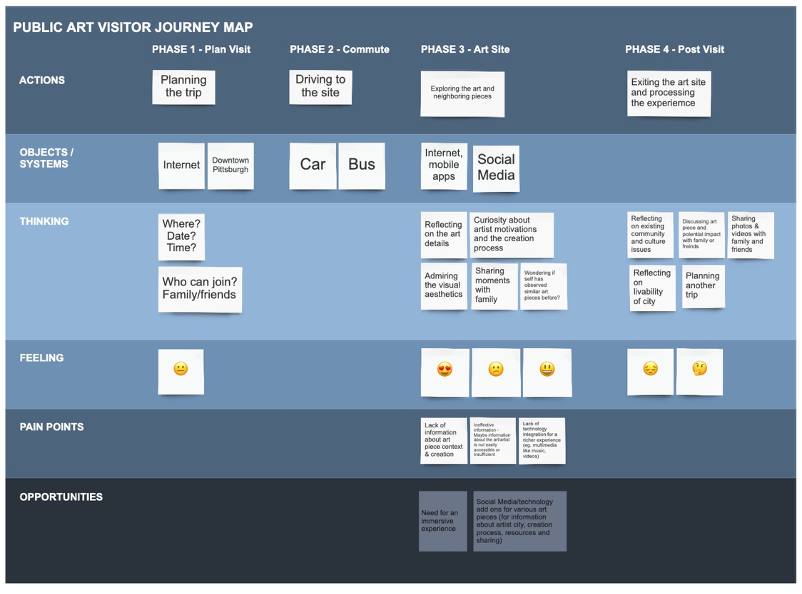 PUBLIC ART VISITOR JOURNEY MAP
PHASE 1 - Plan Visit
PHASE 2 - Commute
PHASE 3 - Art Site
PHASE 4 - Post Visit
ACTIONS
Planning
the trip
Driving to
the site
Exploring the art and
neighboring pieces
Exiting the art site
and processing
the experiemce
OBJECTS /
SYSTEMS
Internet
Downtown
Pittsburgh
Car
Bus
Internet,
mobile
apps
Social
Media
THINKING
Where?
Date?
Time?
Who can join?
Family/friends
Reflecting
on the art
details
Curiosity about
artist motivations
and the creation
process
Admiring
the visual
aesthetics
Sharing
moments
with
family
Wondering if
self has
observed
similar art
pieces before?
Reflecting
on existing
community
and culture
issues
Discussing art
piece and
potential impact
with family or
freinds
Sharing
photos &
videos with
family and
friends
Reflecting
on
livability
of city
Planning
another
trip
FEELING
PAIN POINTS
Lack of
information
about art
piece context
& creation
Ineffective
information -
Maybe information
about the art/artist
is not easily
accessible or
insufficient
Lack of
technology
integration for a
richer experience
(eg. multimedia
like music,
videos)
OPPORTUNITIES
Need for an
immersive
experience
Social Media/technology
add ons for various art
pieces (for information
about artist city, creation
process, resources and
sharing)